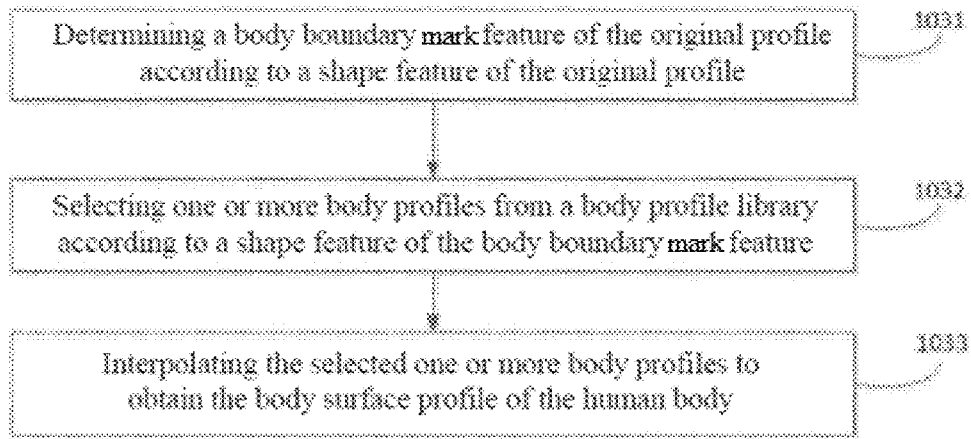 1031
Determining a body boundary mark feature of the original profile
according to a shape feature of the original profile
1032
Selecting one or more body profiles from a body profile library
according to a shape feature of the body boundary mark feature
1033
Interpolating the selected one or more body profiles to
obtain the body surface profile of the human body